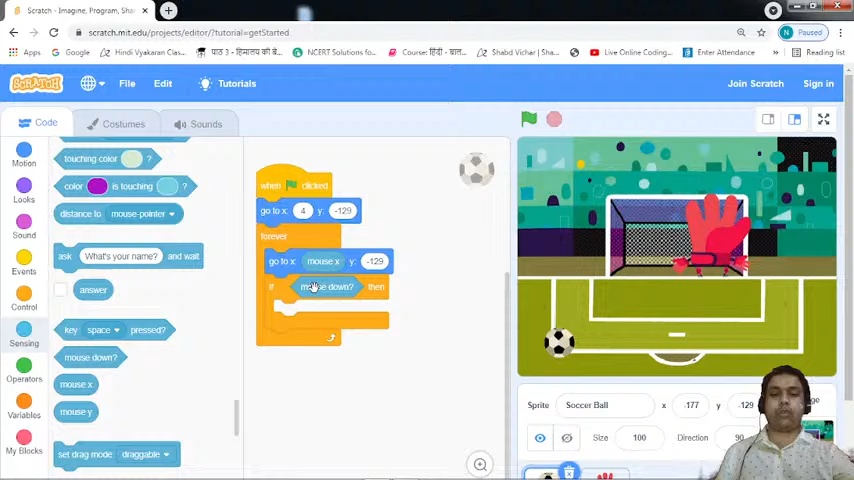 Scratch - Imagine, Program, Shar
scratch.mit.edu/projects/editor/?tutorial=getStarted
N Paused
Apps
Google
Hindi Vyakaran Clas...
पाठ 3 - हिमालय की बे...
NCERT Solutions fo...
Course: हिंदी - बाल...
Shabd Vichar | Sha...
Live Online Coding...
Enter Attendance
Reading list
SCRATCH
File
Edit
Tutorials
Join Scratch
Sign in
Code
Costumes
Sounds
Motion
Looks
Sound
Events
Control
Sensing
Operators
Variables
My Blocks
touching color ?
color is touching ?
distance to mouse-pointer
ask What's your name? and wait
answer
key space pressed?
mouse down?
mouse x
mouse y
set drag mode draggable
when clicked
go to x: 4 y: -129
forever
go to x: mouse x y: -129
if mouse down? then
Sprite Soccer Ball x -177 y -129
Size 100 Direction 90